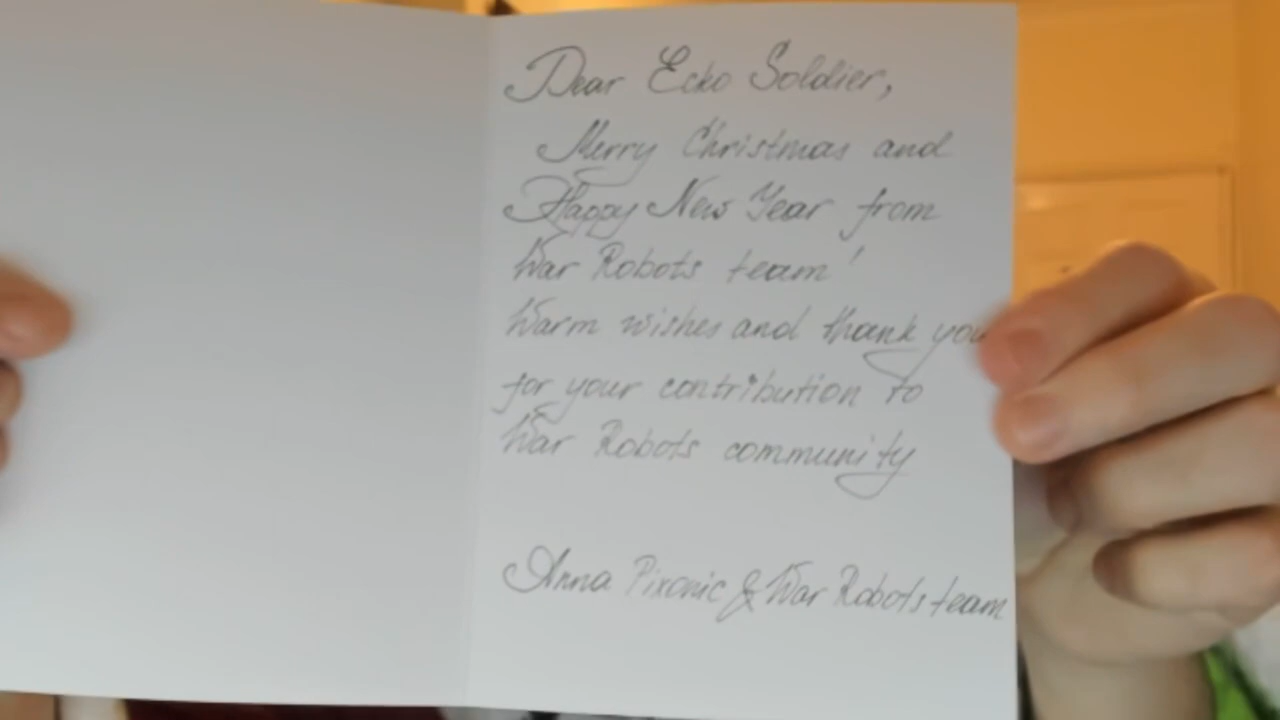 Dear Ecko Soldier,
Merry Christmas and
Happy New Year from
War Robots team!
Warm wishes and thank you
for your contribution to
War Robots community
Anna Pixonic & War Robots team